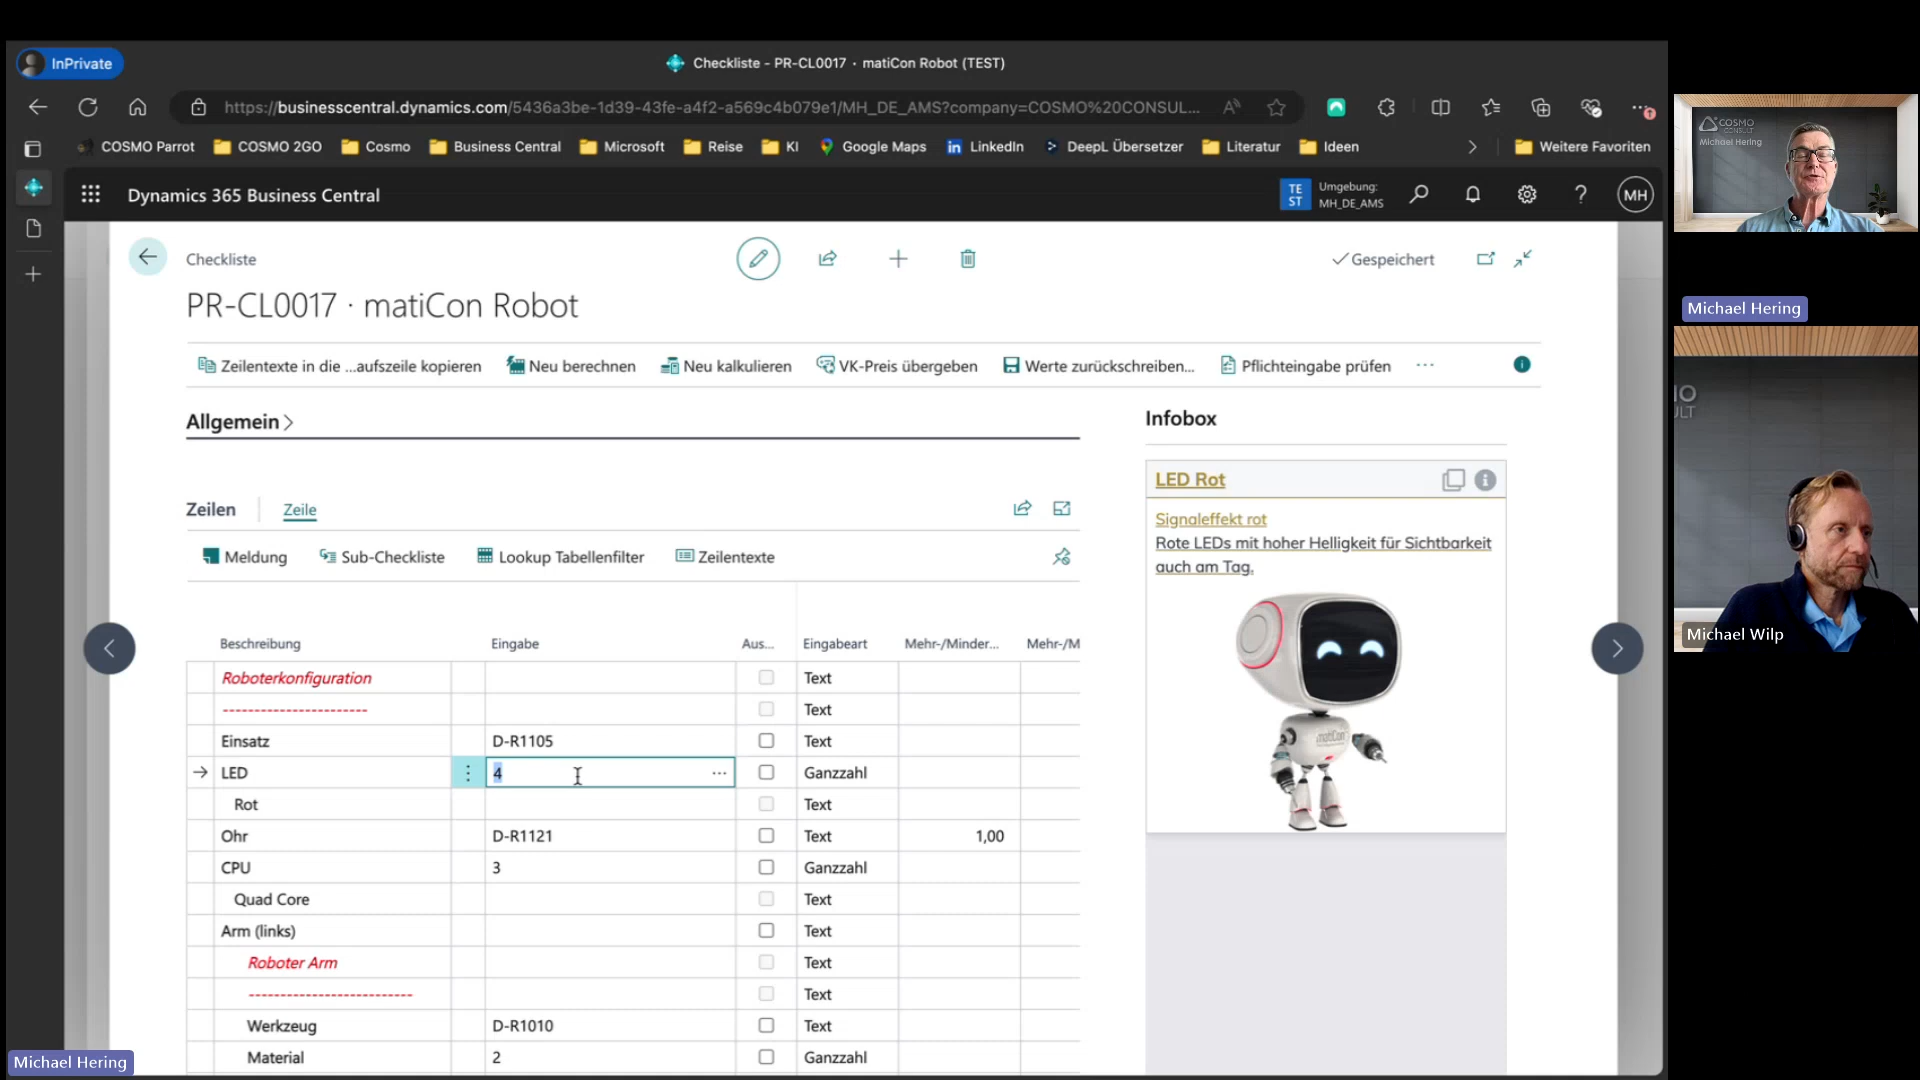 InPrivate
Checkliste - PR-CL0017 · matiCon Robot (TEST)
https://businesscentral.dynamics.com/5436a3be-1d39-43fe-a4f2-a569c4b079e1/MH_DE_AMS?company=COSMO%20CONSUL...
COSMO Parrot
COSMO 2GO
Cosmo
Business Central
Microsoft
Reise
KI
Google Maps
LinkedIn
DeepL Übersetzer
Literatur
Ideen
Weitere Favoriten
Dynamics 365 Business Central
TE
ST
Umgebung:
MH_DE_AMS
MH
Checkliste
Gespeichert
PR-CL0017 · matiCon Robot
Zeilentexte in die ...aufszeile kopieren
Neu berechnen
Neu kalkulieren
VK-Preis übergeben
Werte zurückschreiben...
Pflichteingabe prüfen
Allgemein
Infobox
LED Rot
Signaleffekt rot
Rote LEDs mit hoher Helligkeit für Sichtbarkeit
auch am Tag.
matiCon
Zeilen
Zeile
Meldung
Sub-Checkliste
Lookup Tabellenfilter
Zeilentexte
Beschreibung Eingabe Aus... Eingabeart Mehr-/Minder... Mehr-/M
Roboterkonfiguration Text
----------------------- Text
Einsatz D-R1105 Text
LED 4 ... Ganzzahl
Rot Text
Ohr D-R1121 Text 1,00
CPU 3 Ganzzahl
Quad Core Text
Arm (links) Text
Roboter Arm Text
-------------------------- Text
Werkzeug D-R1010 Text
Material 2 Ganzzahl
Michael Hering
COSMO
CONSULT
Michael Hering
Michael Hering
MO
ULT
Michael Wilp